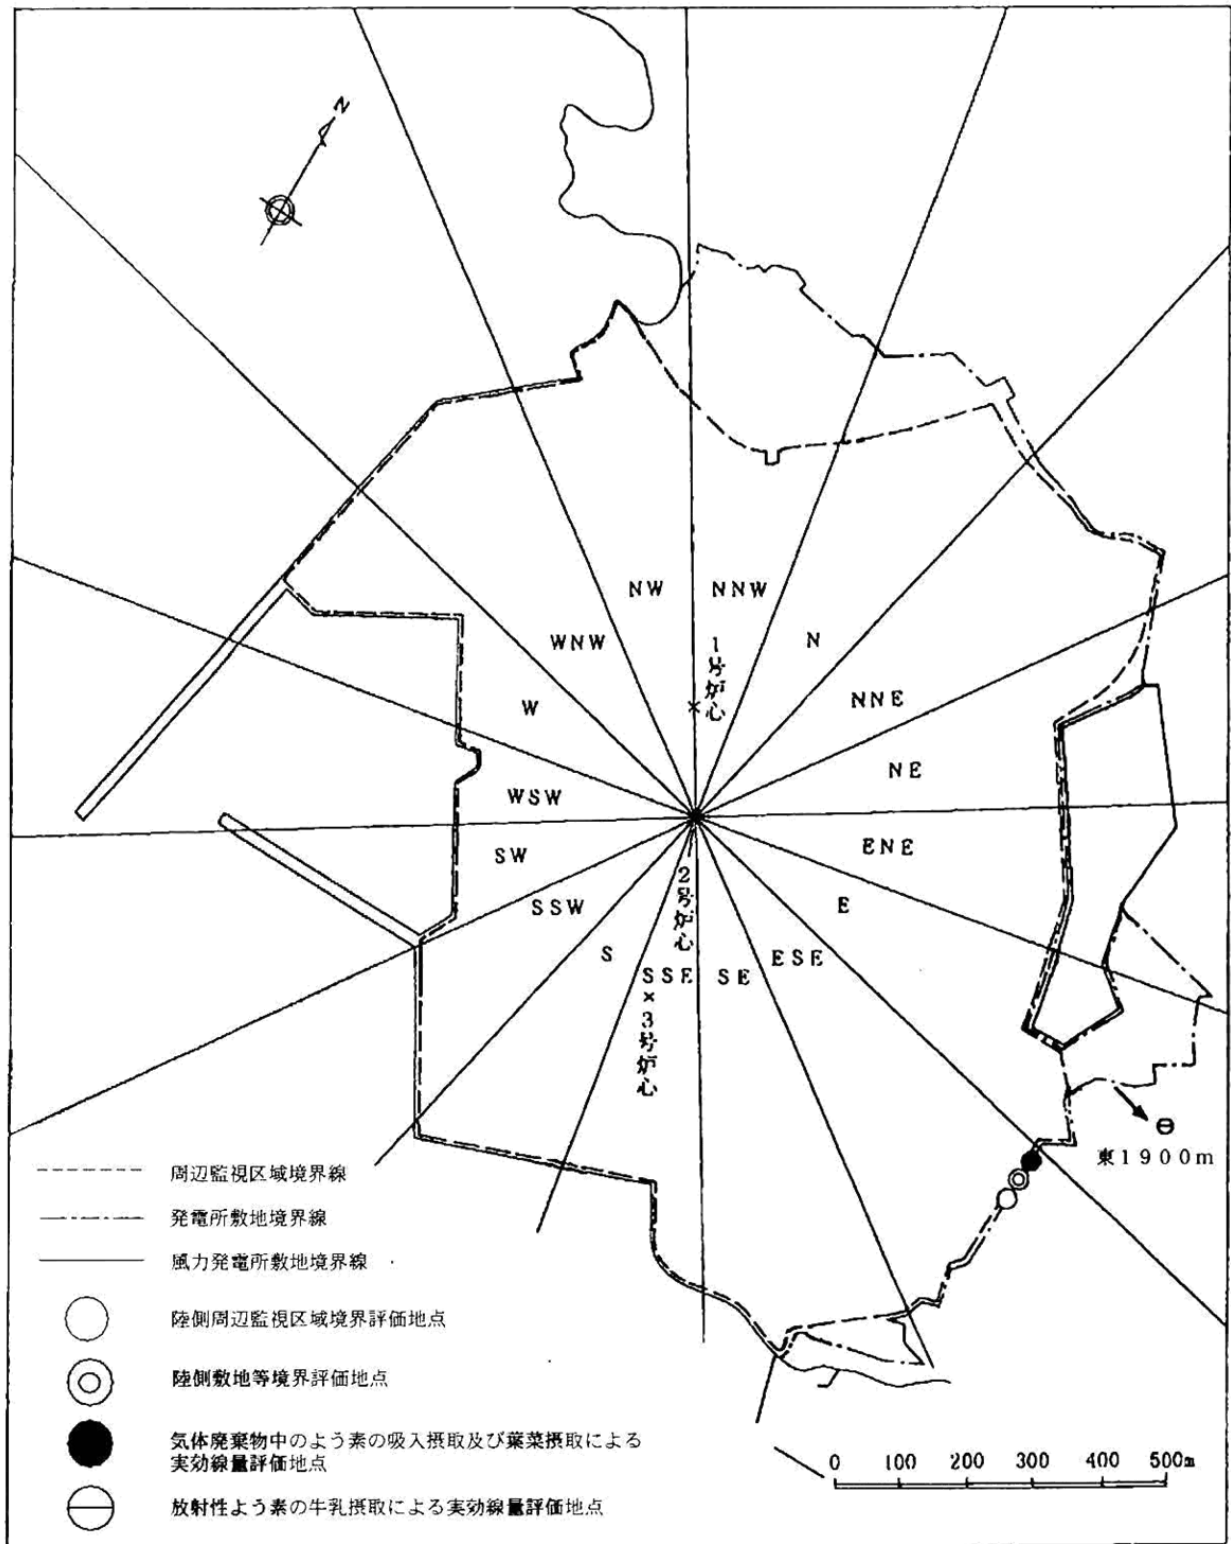 N
NW
NNW
WNW
N
1号炉心
×
W
NNE
NE
WSW
ENE
SW
2号炉心
SSW
E
S
ESE
SSE
SE
×
3号炉心
東1900m
周辺監視区域境界線
発電所敷地境界線
風力発電所敷地境界線
陸側周辺監視区域境界評価地点
陸側敷地等境界評価地点
気体廃棄物中のよう素の吸入摂取及び葉菜摂取による
実効線量評価地点
放射性よう素の牛乳摂取による実効線量評価地点
0 100 200 300 400 500m